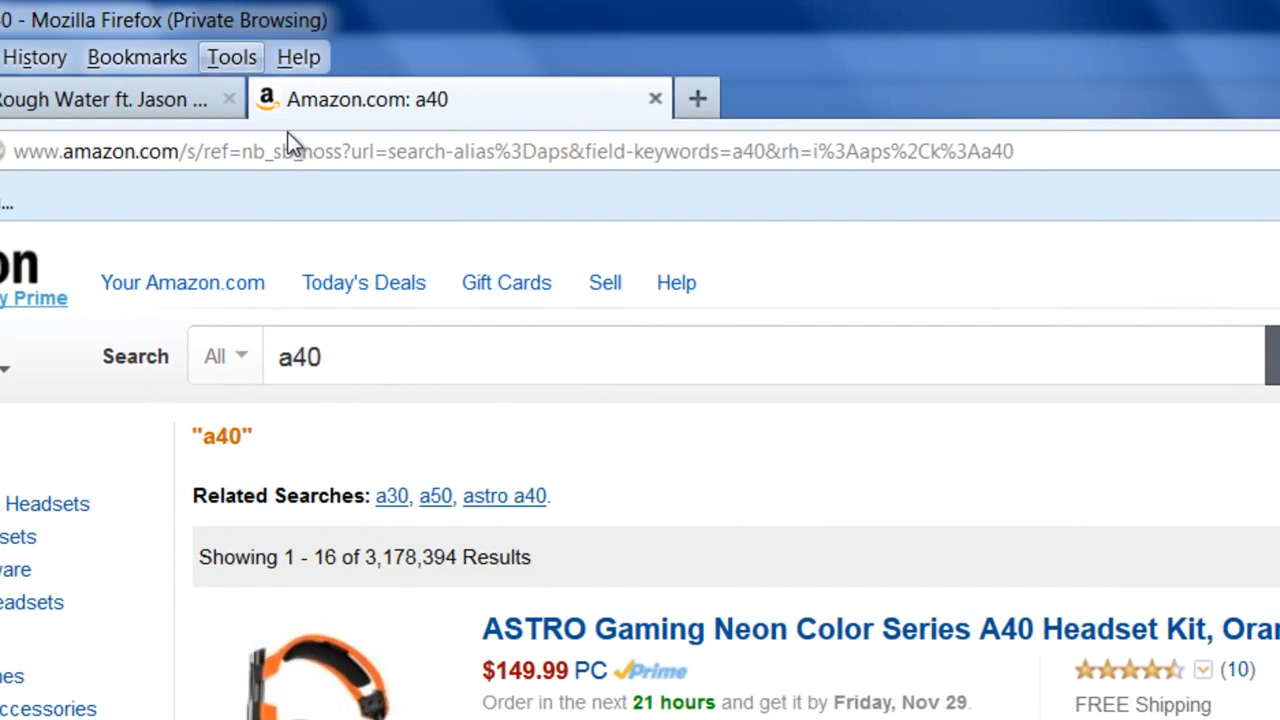 0 - Mozilla Firefox (Private Browsing)
History Bookmarks Tools Help
Rough Water ft. Jason ... Amazon.com: a40
www.amazon.com/s/ref=nb_sb_noss?url=search-alias%3Daps&field-keywords=a40&rh=i%3Aaps%2Ck%3Aa40
...
on
y Prime
Your Amazon.com Today's Deals Gift Cards Sell Help
Search All a40
"a40"
Related Searches: a30, a50, astro a40.
Headsets
sets
Showing 1 - 16 of 3,178,394 Results
are
eadsets
ASTRO Gaming Neon Color Series A40 Headset Kit, Oran
$149.99 PC Prime (10)
es
Order in the next 21 hours and get it by Friday, Nov 29. FREE Shipping
ccessories